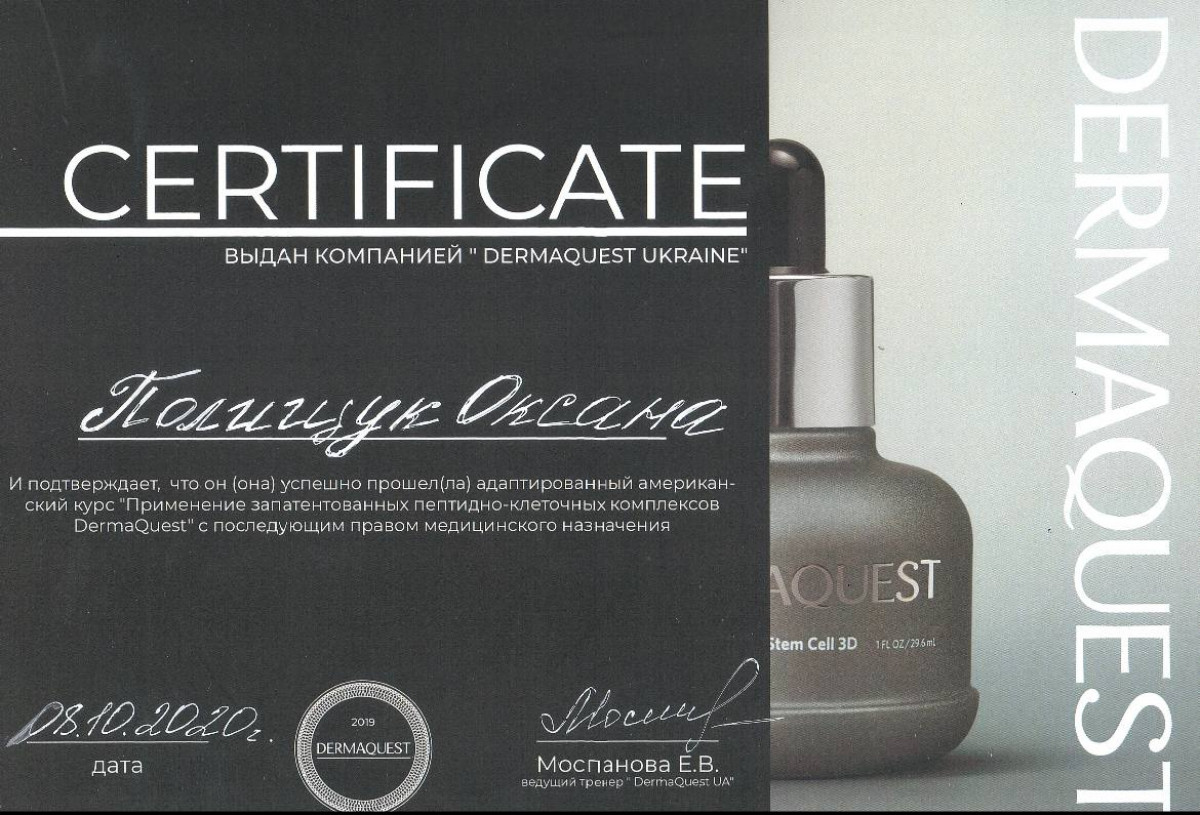 CERTIFICATE
ВЫДАН КОМПАНИЕЙ " DERMAQUEST UKRAINE"
Полищук Оксана
И подтверждает, что он (она) успешно прошел(ла) адаптированный американ-
ский курс "Применение запатентованных пептидно-клеточных комплексов
DermaQuest" с последующим правом медицинского назначения
08.10.2020г.
дата
2019
DERMAQUEST
Моспанова Е.В.
ведущий тренер " DermaQuest UA"
AQUEST
Stem Cell 3D 1 FL OZ/29.6 mL
DERMAQUEST